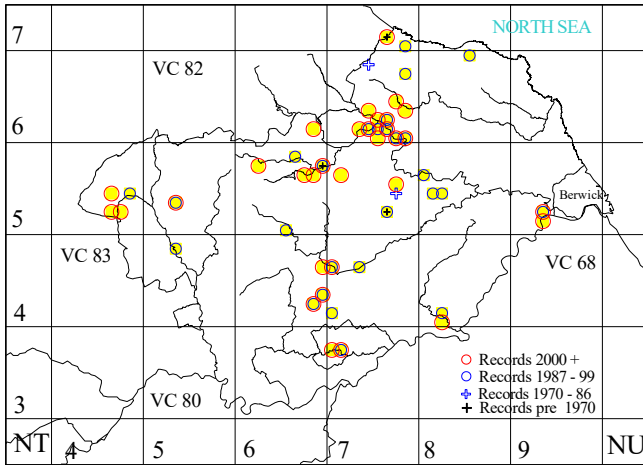 NORTH SEA
7
VC 82
6
Berwick
5
VC 83
VC 68
4
Records 2000 +
Records 1987 - 99
Records 1970 - 86
Records pre 1970
VC 80
3
NT 4 5 6 7 8 9 NU